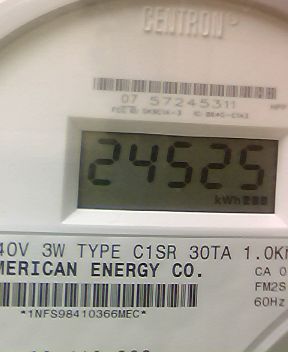 CENTRON®
07 57245311
24525
kWh
40V 3W TYPE C1SR 30TA 1.0K
MERICAN ENERGY CO.
CA 0
FM2S
60Hz
*1NFS98410366MEC*